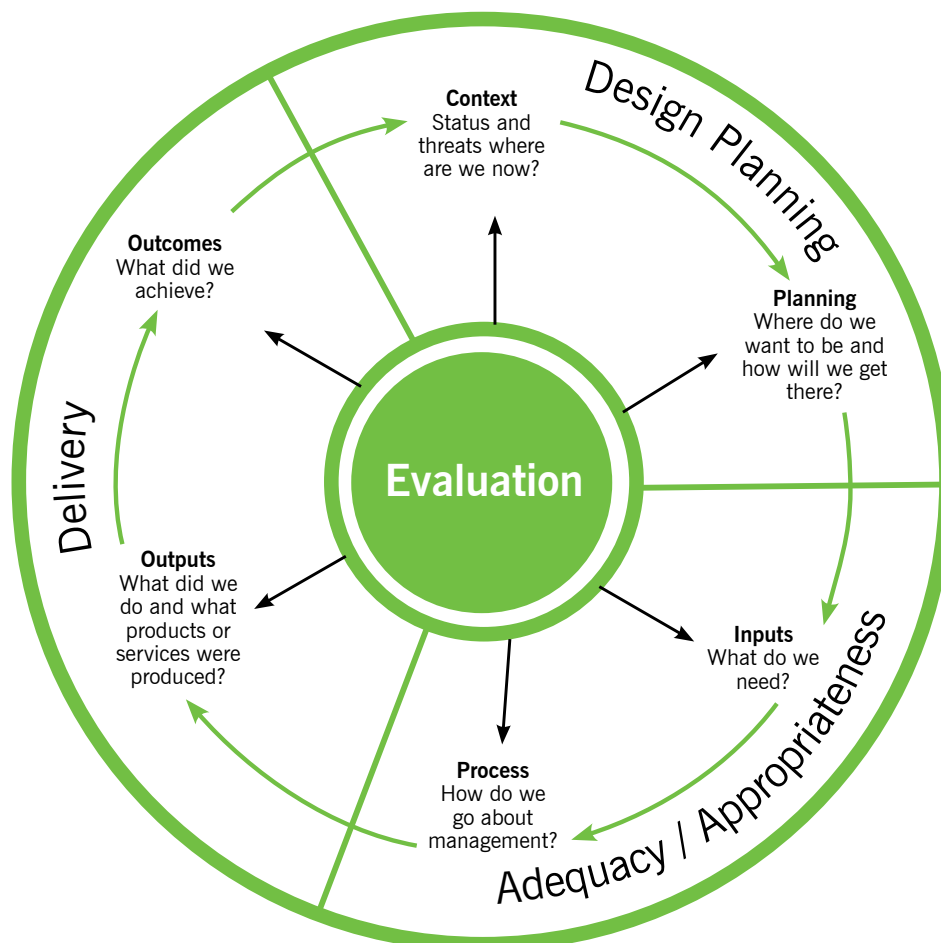 Design Planning
Context
Status and
threats where
are we now?
Planning
Where do we
want to be and
how will we get
there?
Inputs
What do we
need?
Adequacy / Appropriateness
Process
How do we
go about
management?
Outputs
What did we
do and what
products or
services were
produced?
Delivery
Outcomes
What did we
achieve?
Evaluation